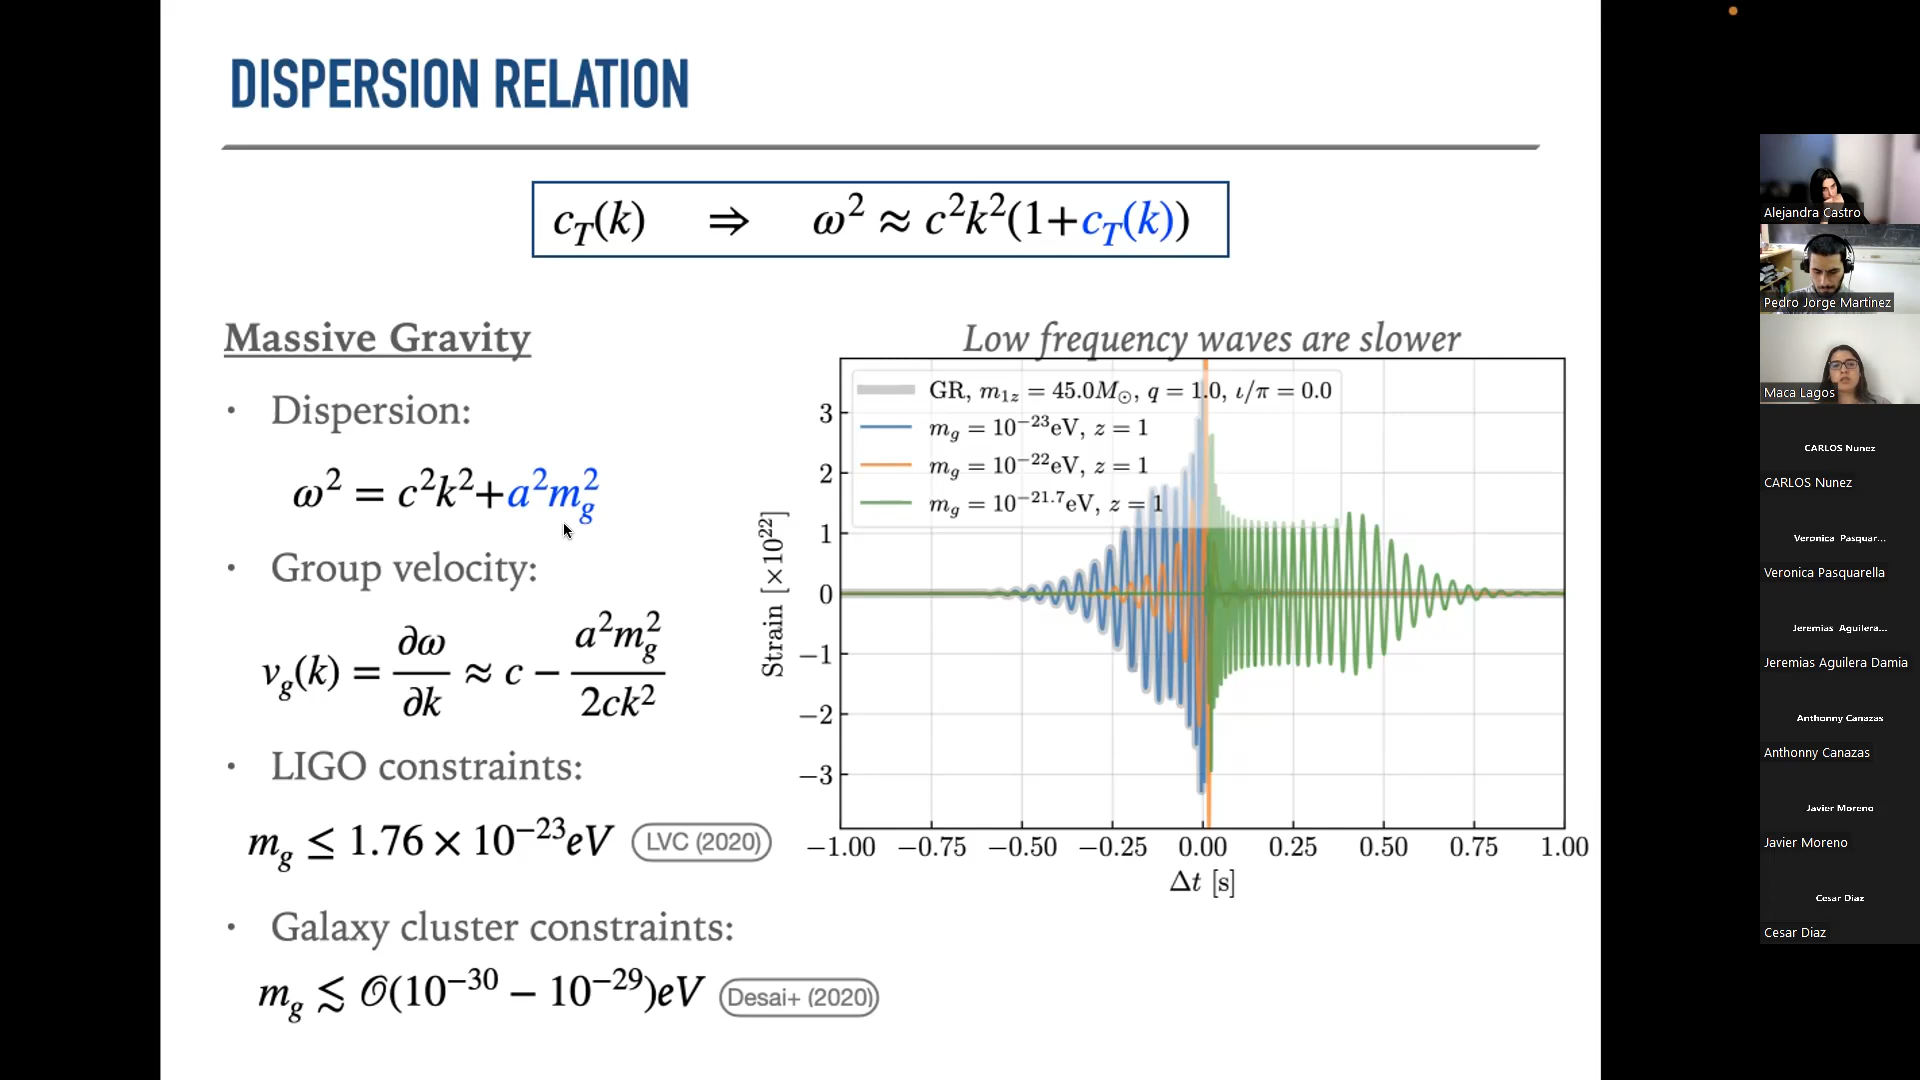 DISPERSION RELATION
c_T(k) ⇒ ω² ≈ c²k²(1+c_T(k))
Massive Gravity
• Dispersion:
ω² = c²k²+a²m_g²
• Group velocity:
v_g(k) = ∂ω/∂k ≈ c − a²m_g²/2ck²
• LIGO constraints:
m_g ≤ 1.76 × 10⁻²³eV LVC (2020)
• Galaxy cluster constraints:
m_g ≲ 𝒪(10⁻³⁰ − 10⁻²⁹)eV Desai+ (2020)
Low frequency waves are slower
GR, m_{1z} = 45.0M_⊙, q = 1.0, ι/π = 0.0
m_g = 10⁻²³eV, z = 1
m_g = 10⁻²²eV, z = 1
m_g = 10^{−21.7}eV, z = 1
Strain [×10²²]
3
2
1
0
−1
−2
−3
−1.00 −0.75 −0.50 −0.25 0.00 0.25 0.50 0.75 1.00
Δt [s]
Alejandra Castro
Pedro Jorge Martinez
Maca Lagos
CARLOS Nunez
CARLOS Nunez
Veronica Pasquar...
Veronica Pasquarella
Jeremias Aguilera...
Jeremias Aguilera Damia
Anthonny Canazas
Anthonny Canazas
Javier Moreno
Javier Moreno
Cesar Diaz
Cesar Diaz